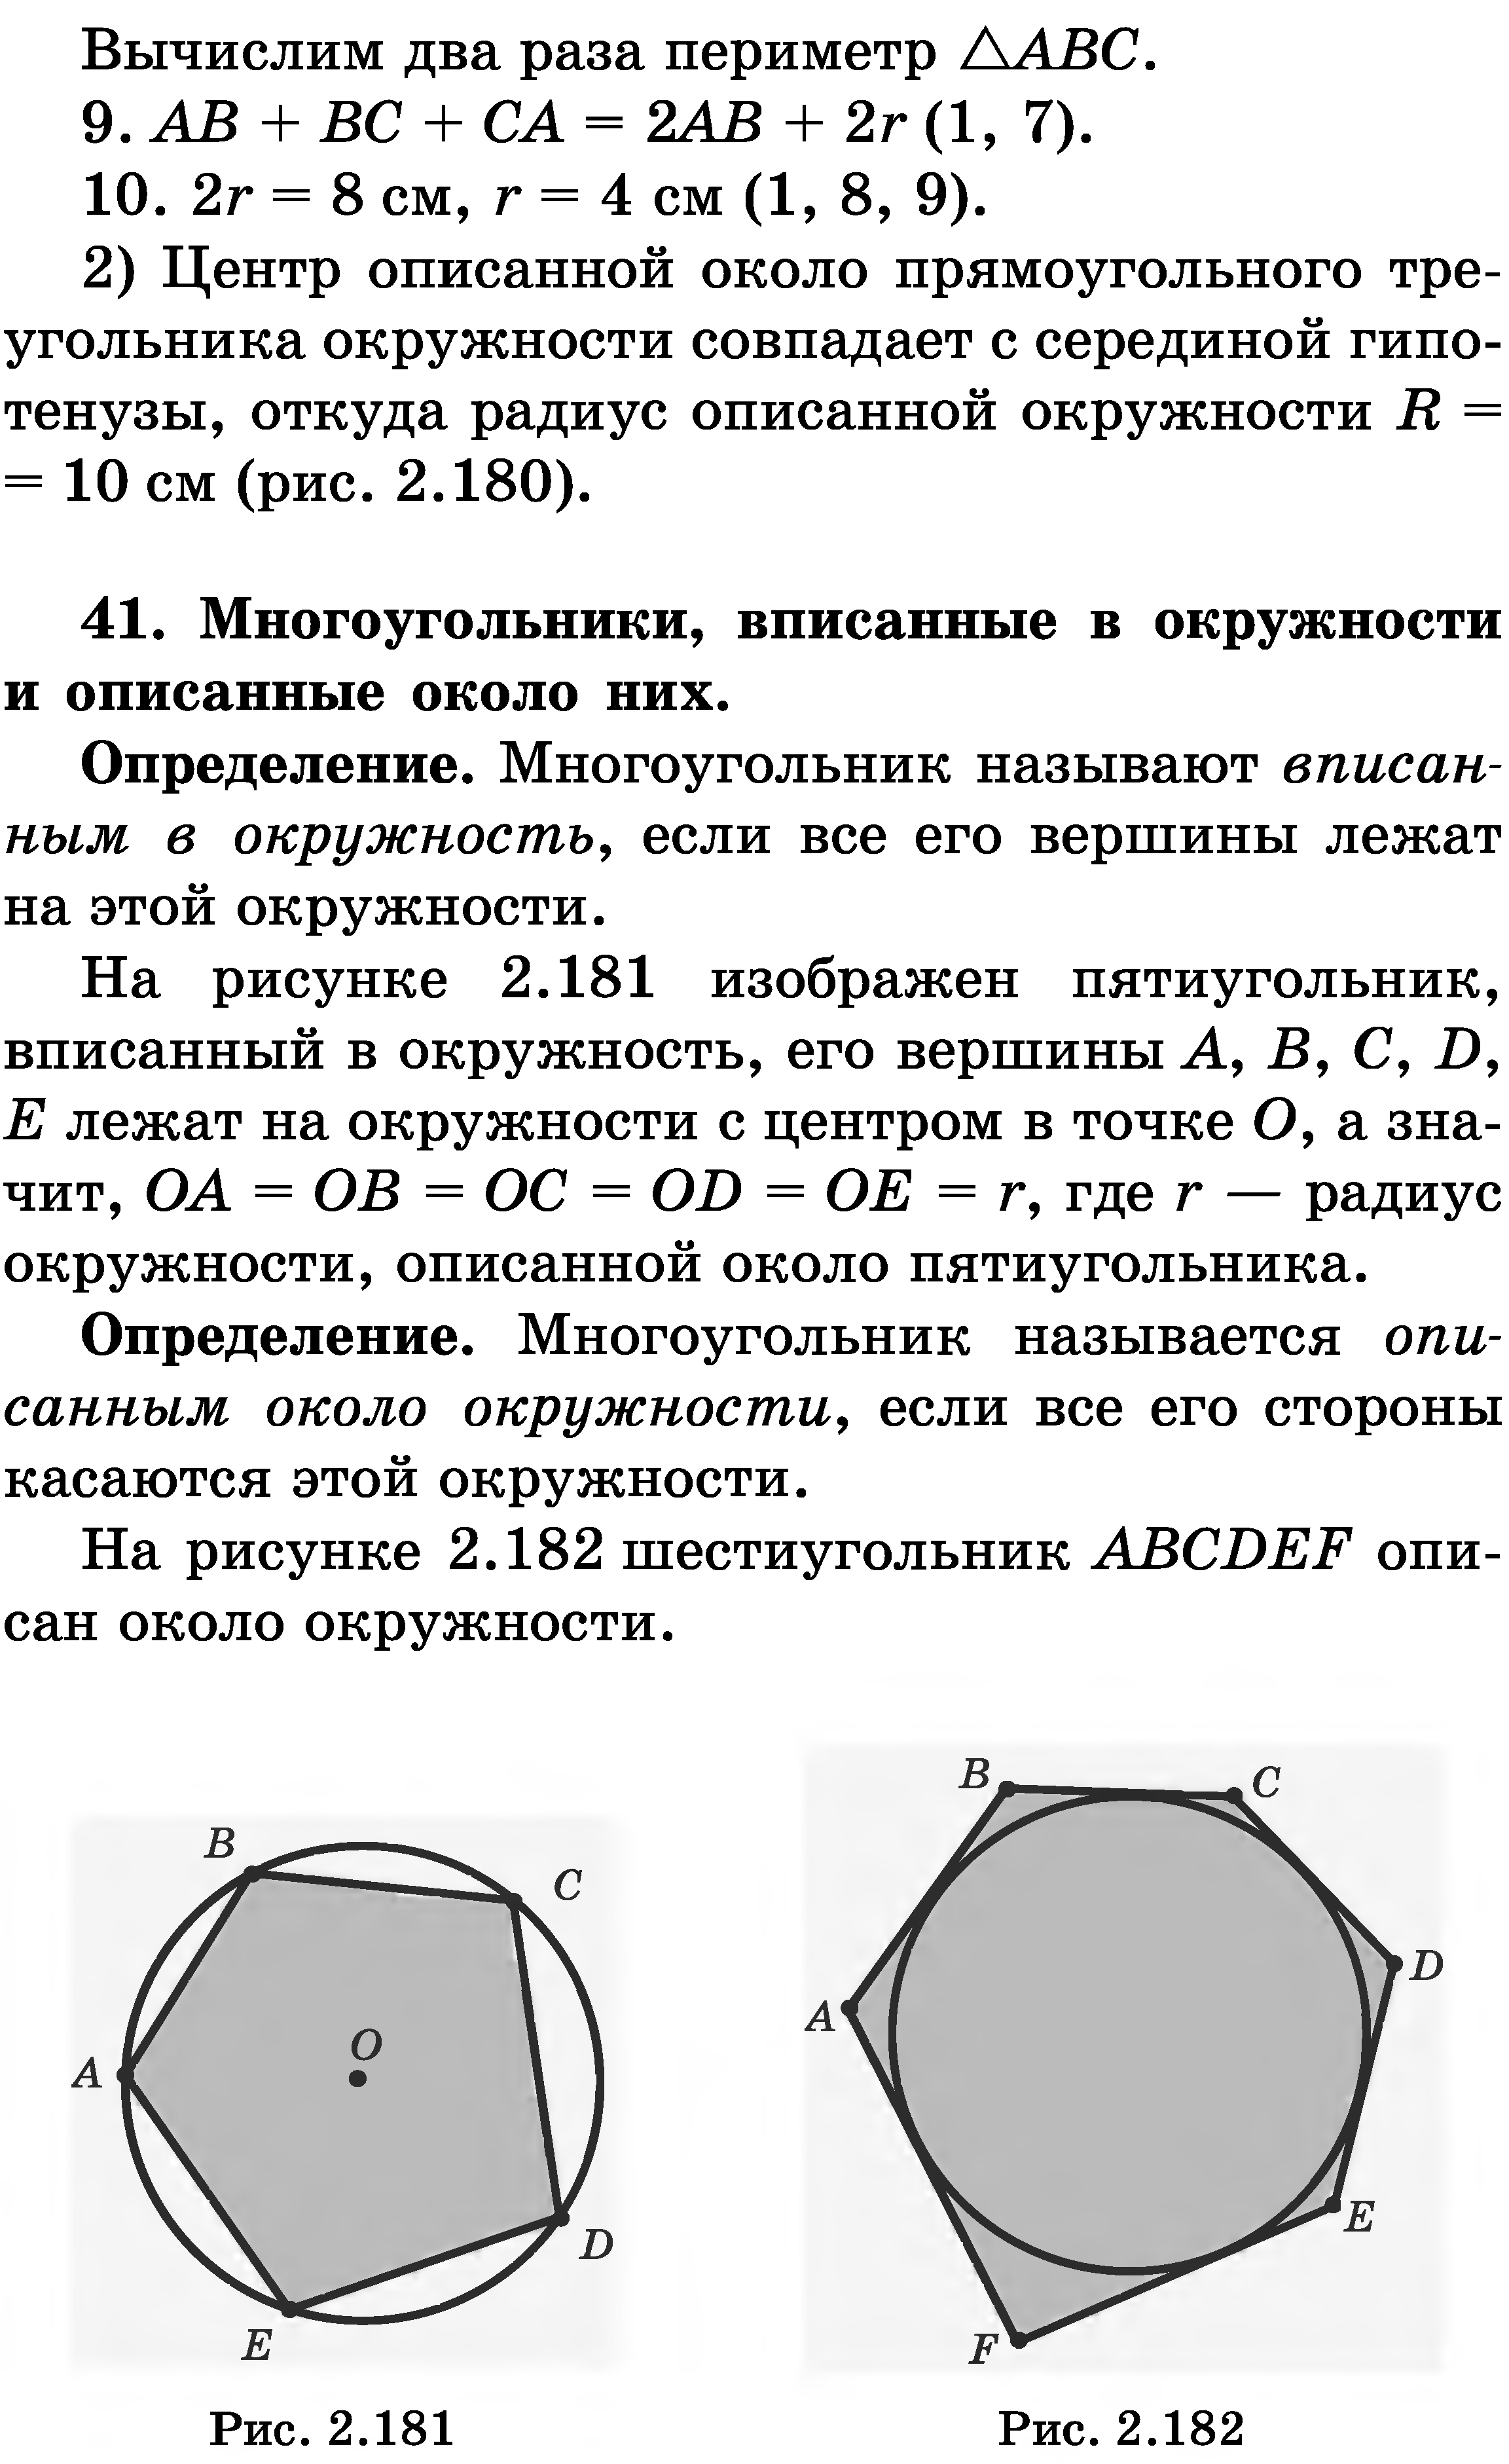 Вычислим два раза периметр △ABC.
9. AB + BC + CA = 2AB + 2r (1, 7).
10. 2r = 8 см, r = 4 см (1, 8, 9).
2) Центр описанной около прямоугольного тре-
угольника окружности совпадает с серединой гипо-
тенузы, откуда радиус описанной окружности R =
= 10 см (рис. 2.180).
41. Многоугольники, вписанные в окружности
и описанные около них.
Определение. Многоугольник называют вписан-
ным в окружность, если все его вершины лежат
на этой окружности.
На рисунке 2.181 изображен пятиугольник,
вписанный в окружность, его вершины A, B, C, D,
E лежат на окружности с центром в точке O, а зна-
чит, OA = OB = OC = OD = OE = r, где r — радиус
окружности, описанной около пятиугольника.
Определение. Многоугольник называется опи-
санным около окружности, если все его стороны
касаются этой окружности.
На рисунке 2.182 шестиугольник ABCDEF опи-
сан около окружности.
B
C
A
O
D
E
Рис. 2.181
B
C
D
A
E
F
Рис. 2.182